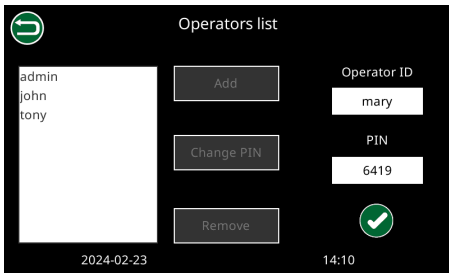 Operators list
admin
john
tony
Add
Change PIN
Remove
Operator ID
mary
PIN
6419
2024-02-23
14:10